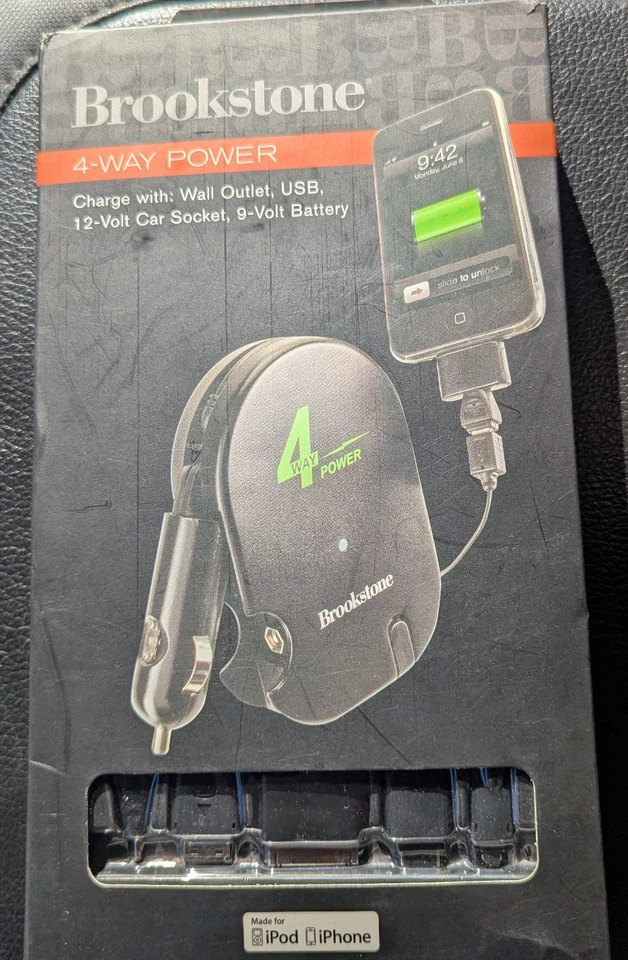 Brookstone®
4-WAY POWER
Charge with: Wall Outlet, USB,
12-Volt Car Socket, 9-Volt Battery
9:42
Monday, June 8
slide to unlock
4
WAY
POWER
Brookstone
Made for
iPod iPhone